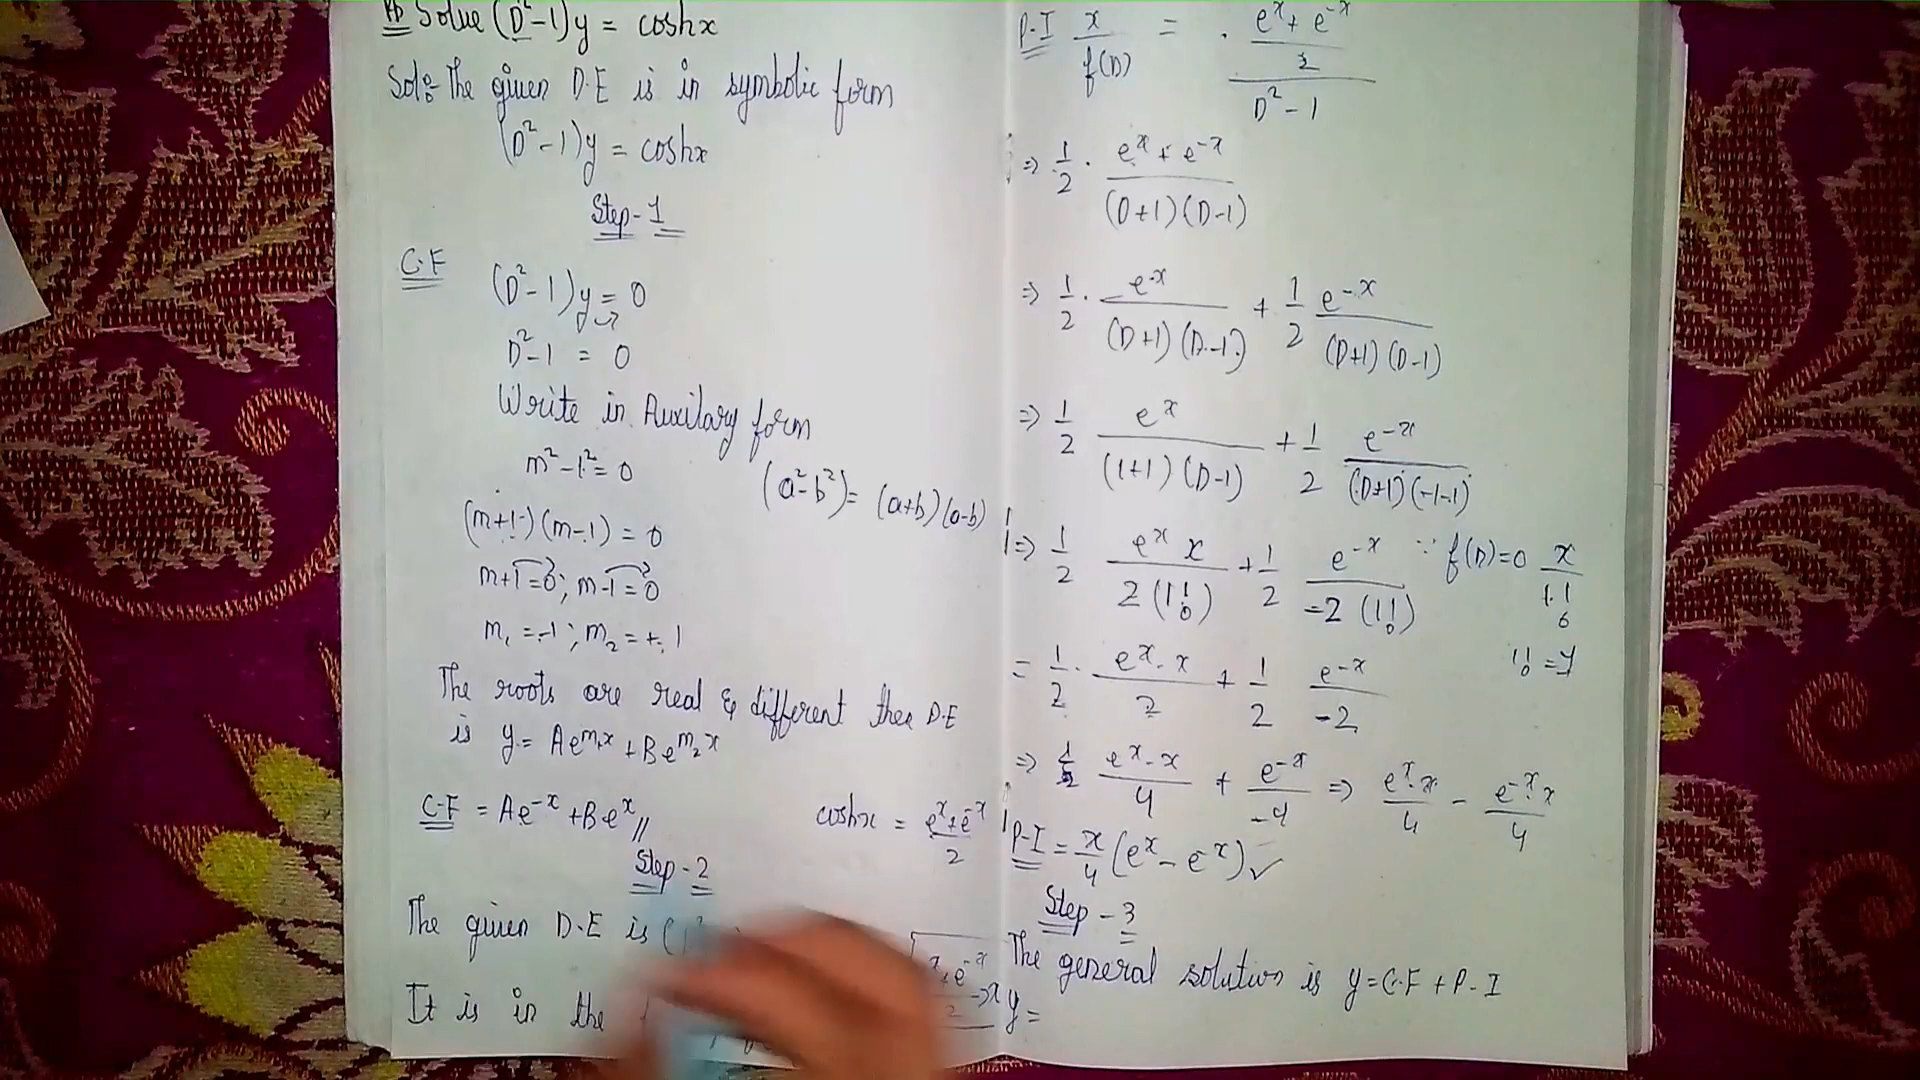 Pb Solve (D²-1)y = coshx
Sol:- The given D.E is in symbolic form
(D²-1)y = coshx
Step-1
C.F
(D²-1)y = 0
D²-1 = 0
Write in Auxilary form
m²-1² = 0
(a²-b²) = (a+b)(a-b)
(m+1)(m-1) = 0
m+1=0; m-1=0
m₁ = -1; m₂ = +1
The roots are real & different then D.E
is y = Ae^m₁x + Be^m₂x
C.F = Ae^-x + Be^x //
coshx = (e^x+e^-x)/2
Step-2
The given D.E is
It is in the
P.I x/f(D) = ((e^x+e^-x)/2)/(D²-1)
⇒ 1/2 · (e^x+e^-x)/((D+1)(D-1))
⇒ 1/2 · e^x/((D+1)(D-1)) + 1/2 e^-x/((D+1)(D-1))
⇒ 1/2 e^x/((1+1)(D-1)) + 1/2 e^-x/((D+1)(-1-1))
⇒ 1/2 e^x x/(2(1!)) + 1/2 e^-x/(-2(1!)) ∵ f(D)=0 x/1!
1! = 1
= 1/2 · e^x·x/2 + 1/2 e^-x/-2
⇒ e^x·x/4 + e^-x/-4 ⇒ e^x·x/4 - e^-x·x/4
P-I = x/4 (e^x - e^-x) ✓
Step-3
The general solution is y = C.F + P-I
y =